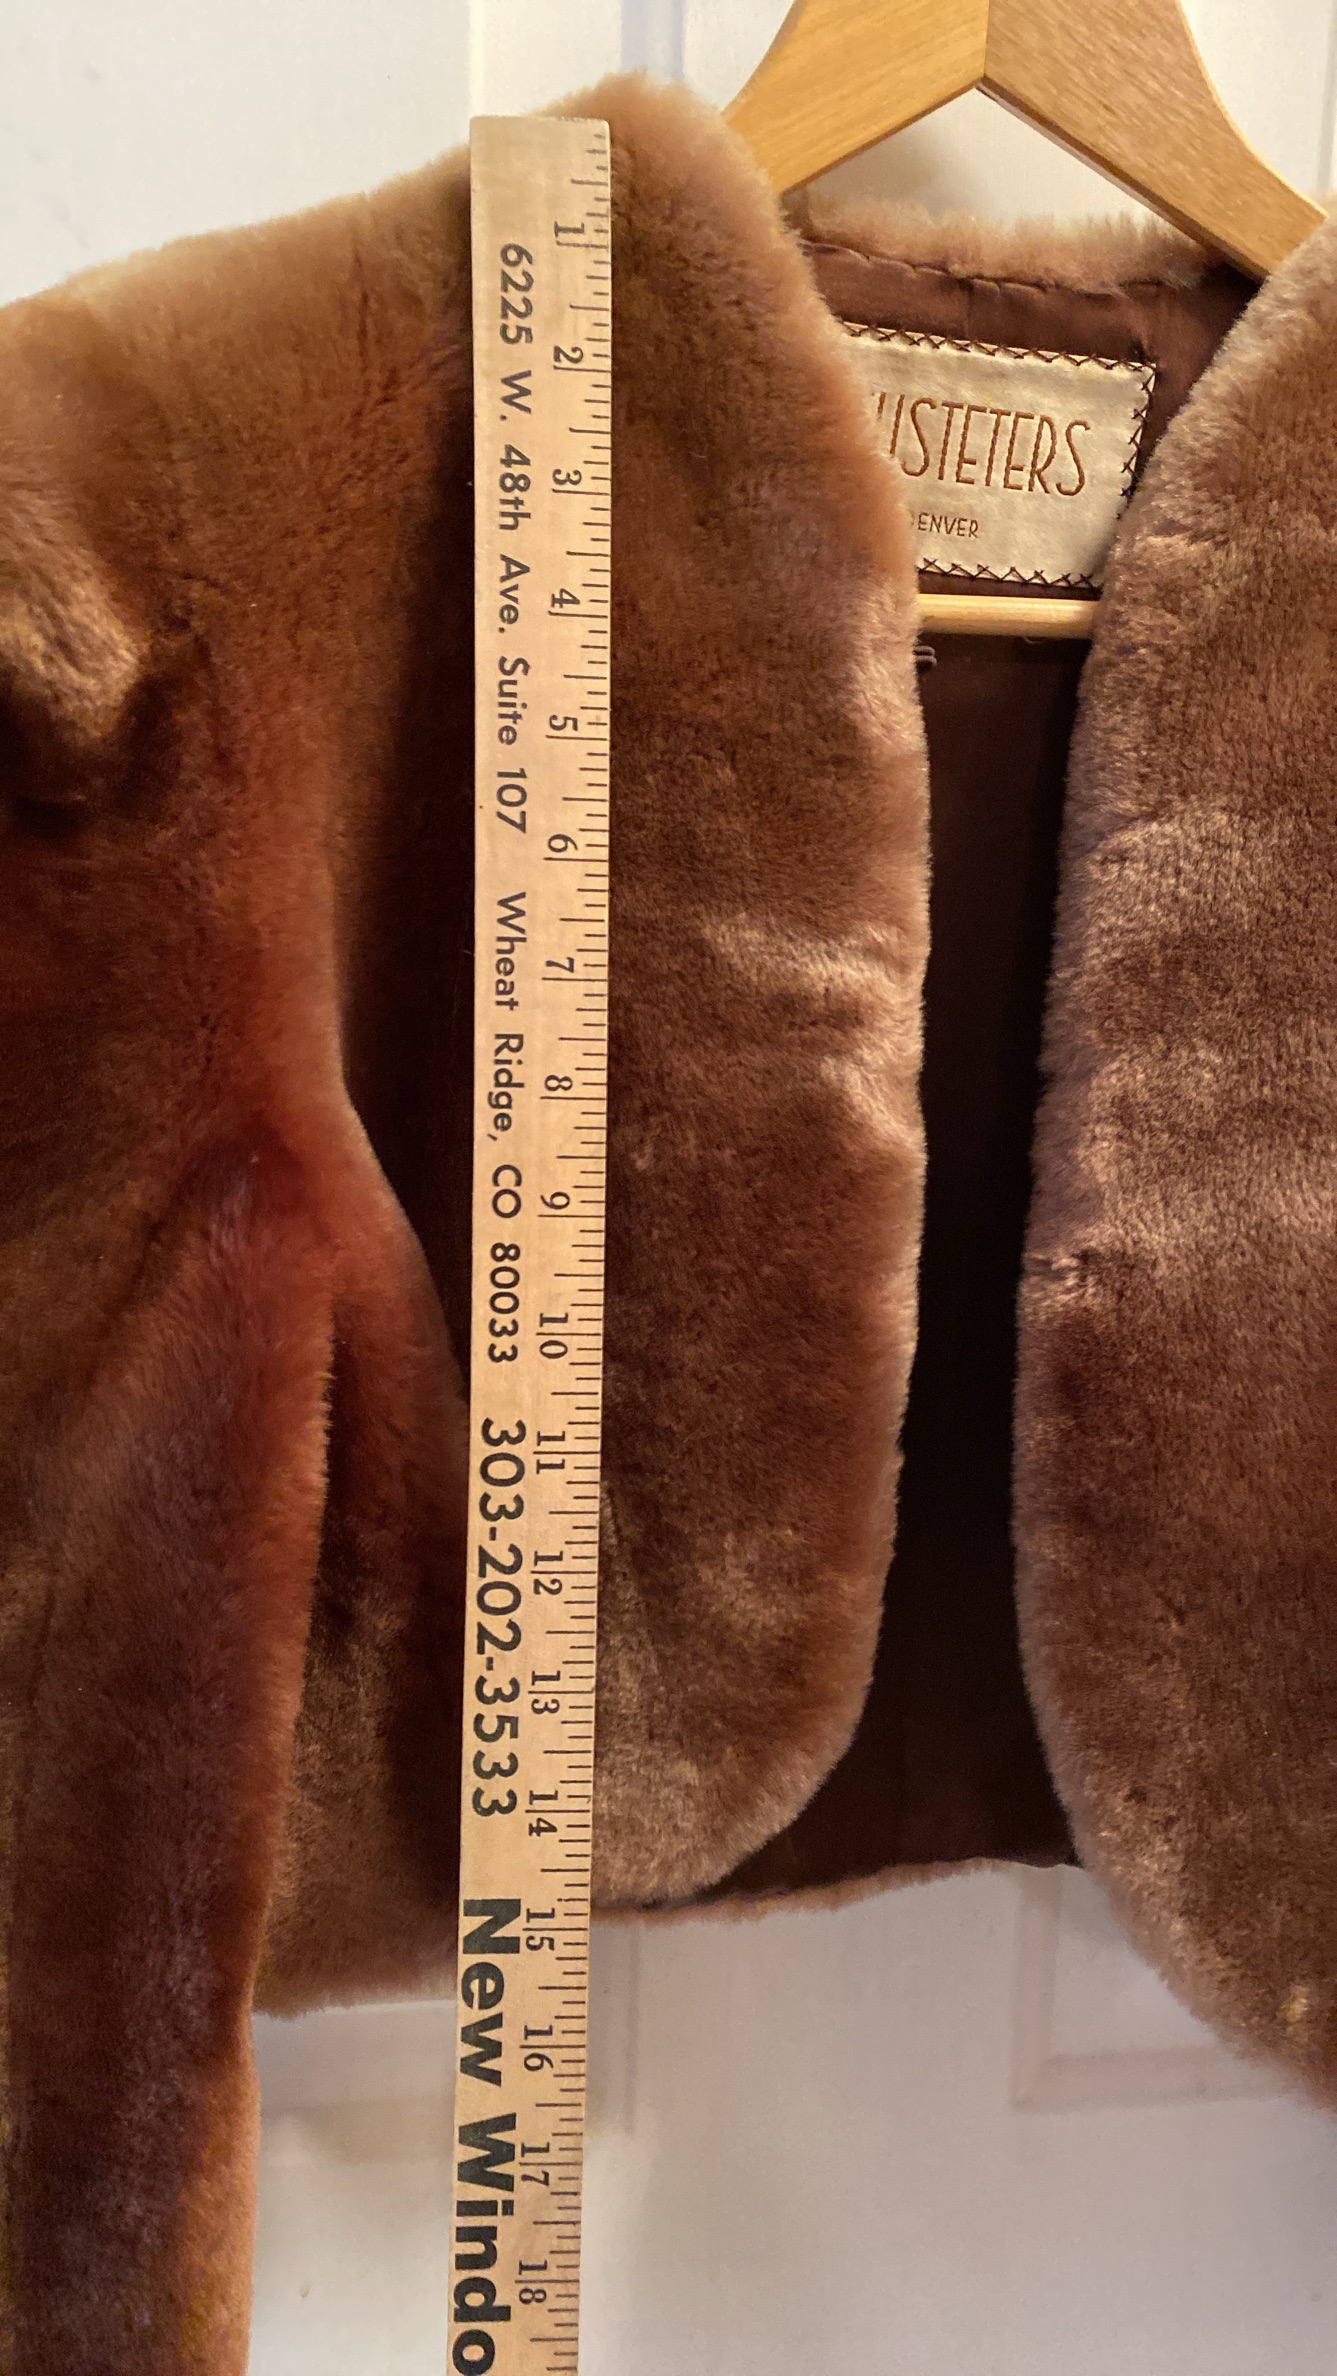 6225 W. 48th Ave. Suite 107 Wheat Ridge, CO 80033 303-202-3533 New Windo
1 2 3 4 5 6 7 8 9 10 11 12 13 14 15 16 17 18
USTETERS
ENVER